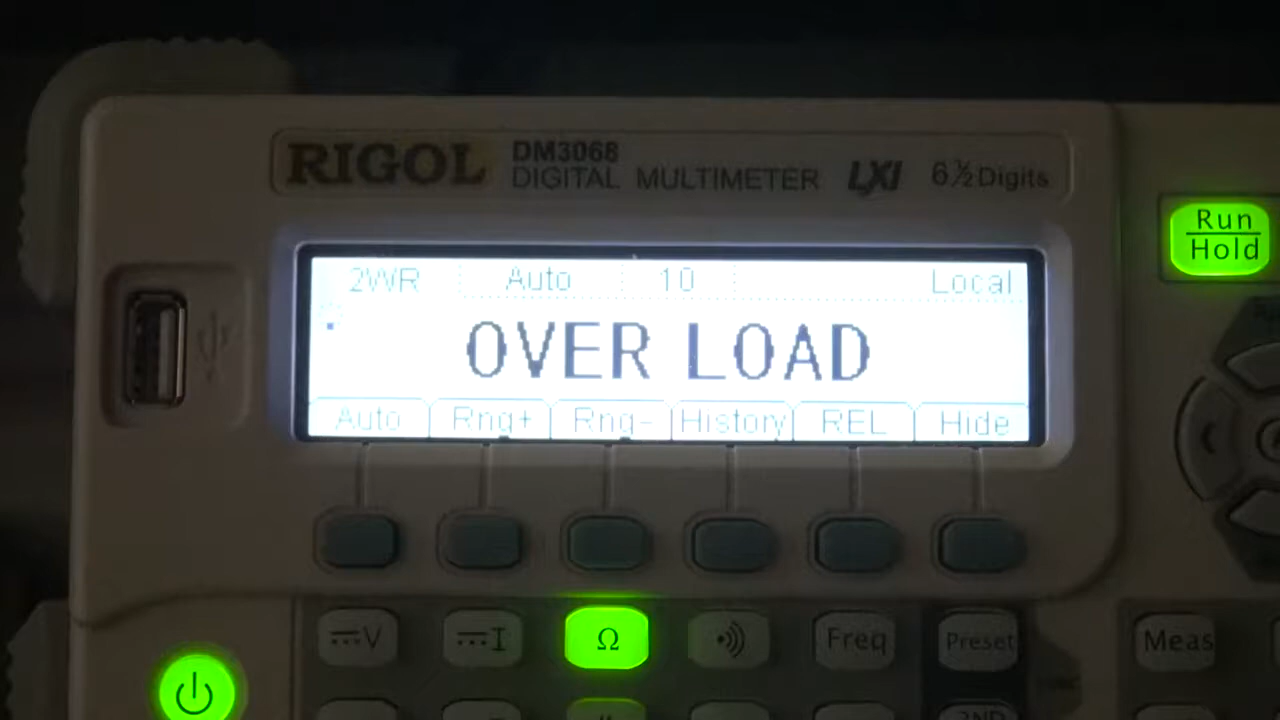 RIGOL DM3068 DIGITAL MULTIMETER LXI 6½ Digits
Run
Hold
2WR Auto 10 Local
OVER LOAD
Auto Rng+ Rng- History REL Hide
⎓V ⎓I Ω Freq Preset Meas
2ND